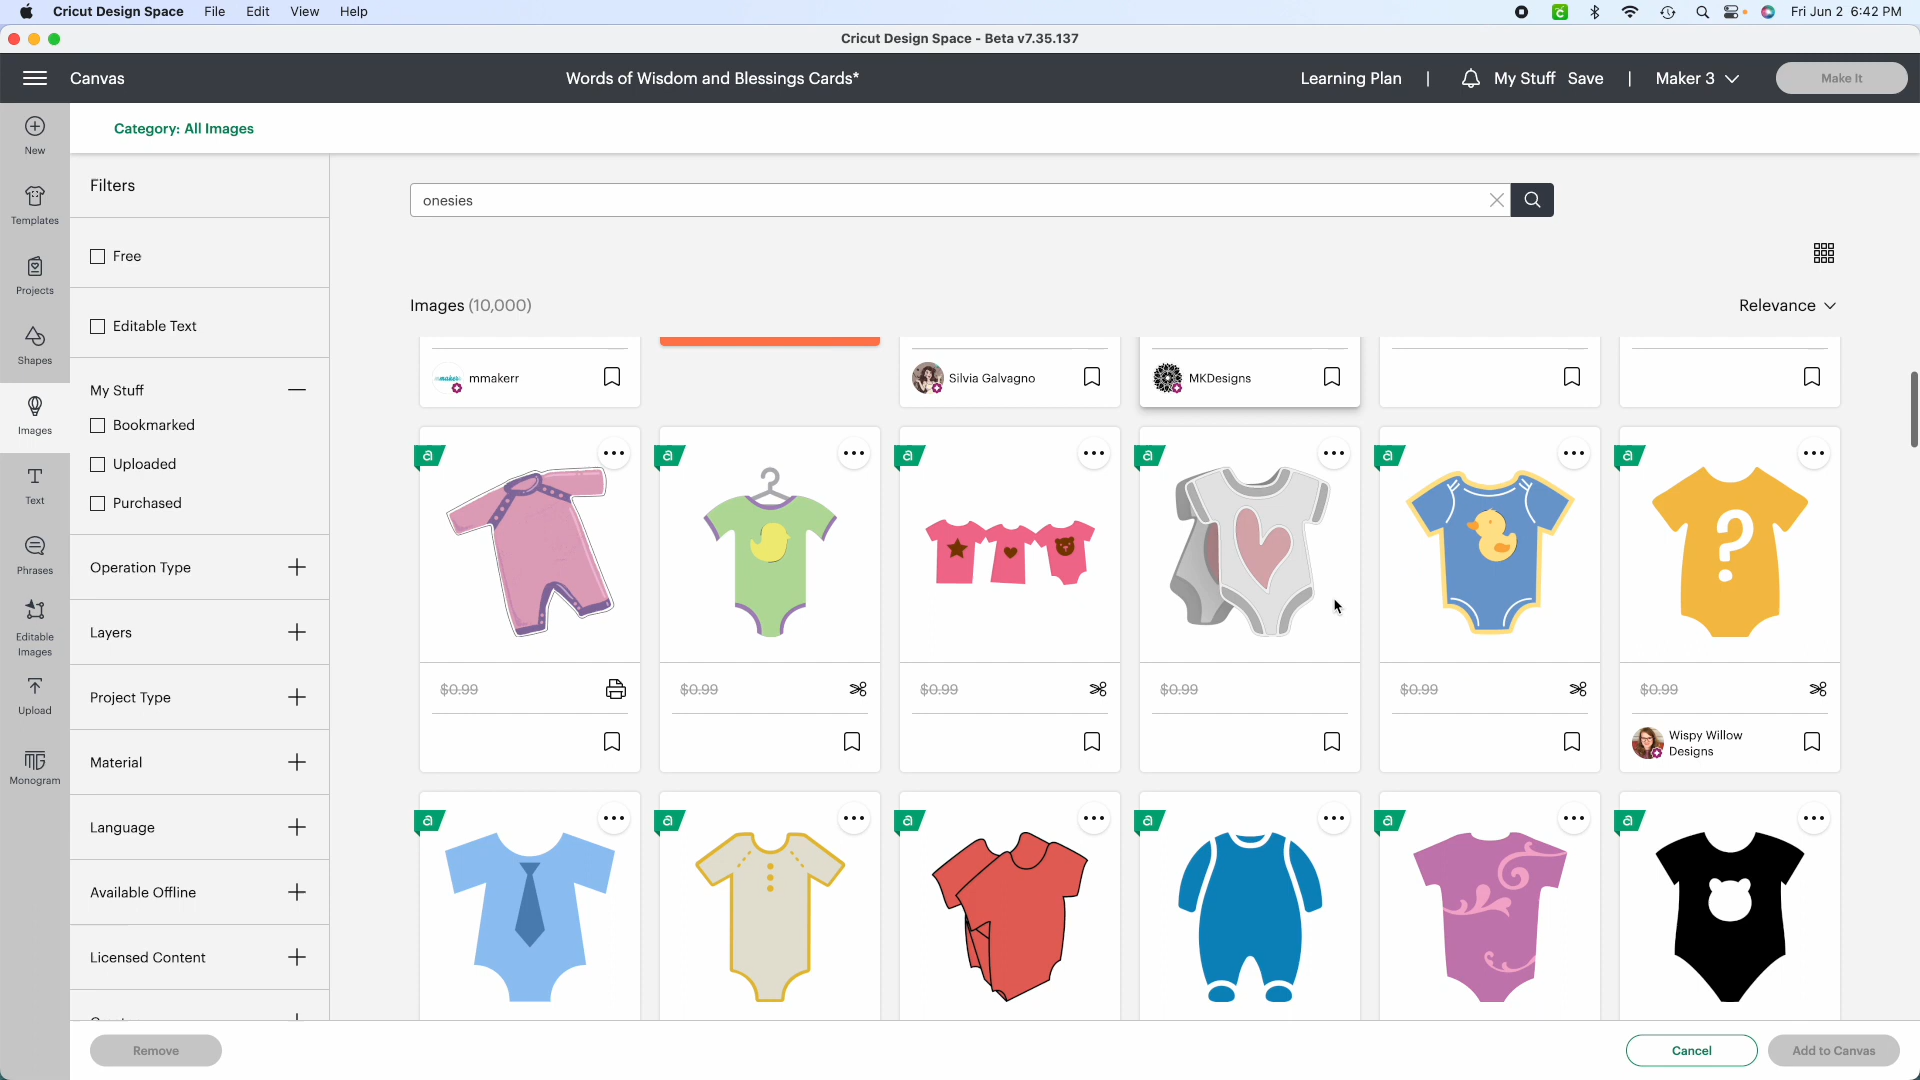 Cricut Design Space File Edit View Help
Fri Jun 2 6:42 PM
Cricut Design Space - Beta v7.35.137
Canvas
Words of Wisdom and Blessings Cards*
Learning Plan | My Stuff Save | Maker 3
Make It
Category: All Images
New
Templates
Projects
Shapes
Images
Text
Phrases
Editable
Images
Upload
Monogram
Filters
Free
Editable Text
My Stuff
Bookmarked
Uploaded
Purchased
Operation Type
Layers
Project Type
Material
Language
Available Offline
Licensed Content
onesies
Images (10,000)
Relevance
mmakerr
Silvia Galvagno
MKDesigns
a a a a a a
?
$0.99 $0.99 $0.99 $0.99 $0.99 $0.99
Wispy Willow
Designs
a a a a a a
Remove
Cancel
Add to Canvas